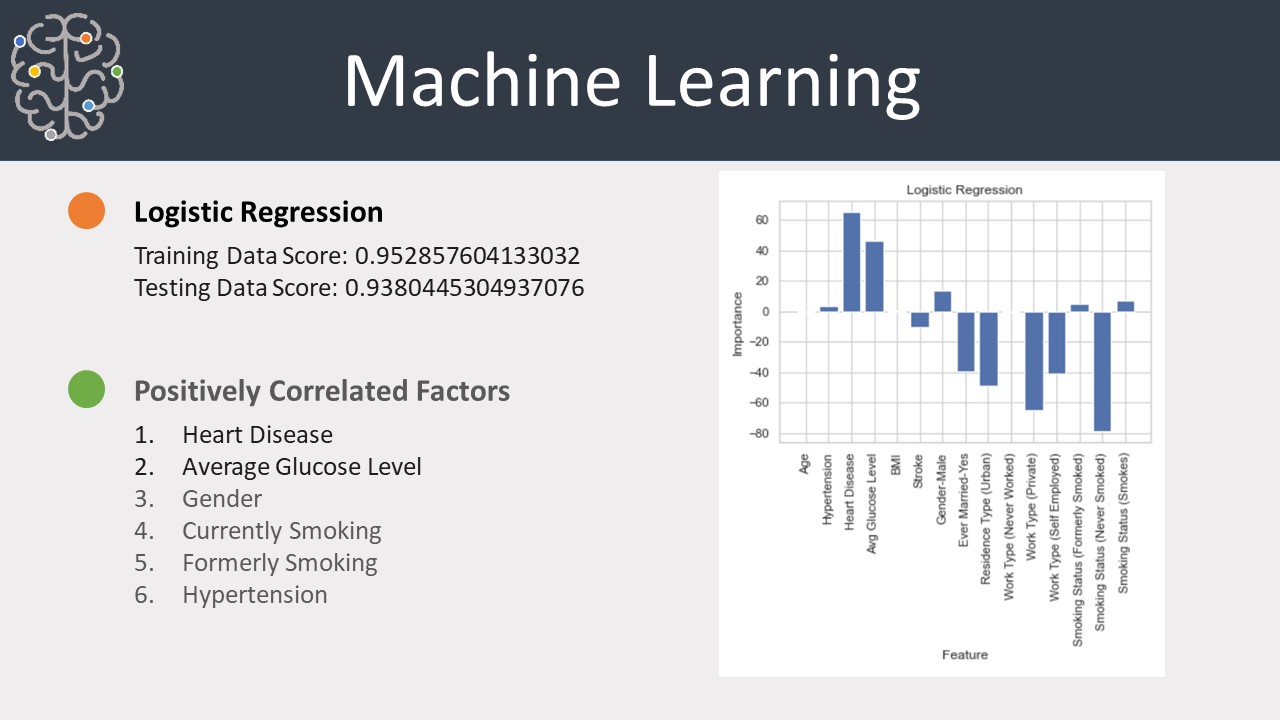 Machine Learning
Logistic Regression
Training Data Score: 0.952857604133032
Testing Data Score: 0.9380445304937076
Positively Correlated Factors
1. Heart Disease
2. Average Glucose Level
3. Gender
4. Currently Smoking
5. Formerly Smoking
6. Hypertension
Logistic Regression
Importance
60
40
20
0
−20
−40
−60
−80
Age
Hypertension
Heart Disease
Avg Glucose Level
BMI
Stroke
Gender-Male
Ever Married-Yes
Residence Type (Urban)
Work Type (Never Worked)
Work Type (Private)
Work Type (Self Employed)
Smoking Status (Formerly Smoked)
Smoking Status (Never Smoked)
Smoking Status (Smokes)
Feature